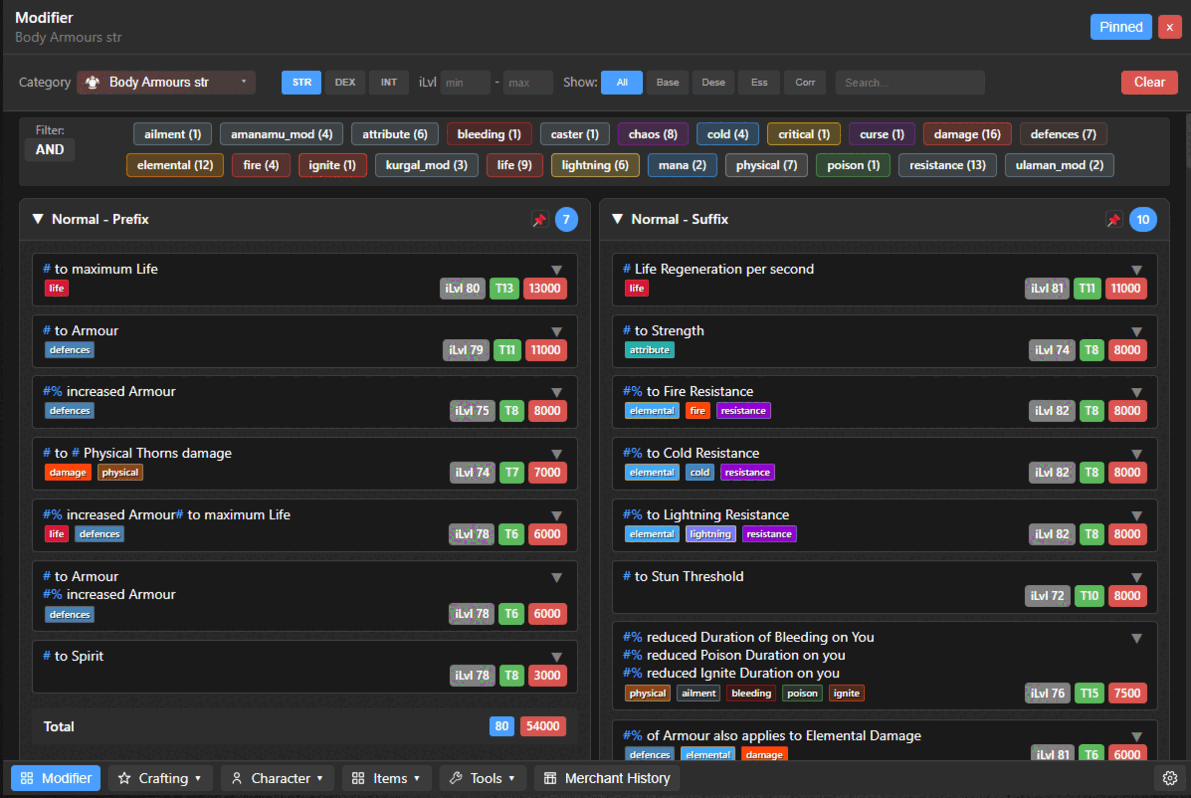 Modifier
Body Armours str
Pinned x
Category Body Armours str STR DEX INT iLvl min - max Show: All Base Dese Ess Corr Search... Clear
Filter:
AND
ailment (1) amanamu_mod (4) attribute (6) bleeding (1) caster (1) chaos (8) cold (4) critical (1) curse (1) damage (16) defences (7)
elemental (12) fire (4) ignite (1) kurgal_mod (3) life (9) lightning (6) mana (2) physical (7) poison (1) resistance (13) ulaman_mod (2)
Normal - Prefix 7
# to maximum Life
life iLvl 80 T13 13000
# to Armour
defences iLvl 79 T11 11000
#% increased Armour
defences iLvl 75 T8 8000
# to # Physical Thorns damage
damage physical iLvl 74 T7 7000
#% increased Armour# to maximum Life
life defences iLvl 78 T6 6000
# to Armour
#% increased Armour
defences iLvl 78 T6 6000
# to Spirit
iLvl 78 T8 3000
Total 80 54000
Normal - Suffix 10
# Life Regeneration per second
life iLvl 81 T11 11000
# to Strength
attribute iLvl 74 T8 8000
#% to Fire Resistance
elemental fire resistance iLvl 82 T8 8000
#% to Cold Resistance
elemental cold resistance iLvl 82 T8 8000
#% to Lightning Resistance
elemental lightning resistance iLvl 82 T8 8000
# to Stun Threshold
iLvl 72 T10 8000
#% reduced Duration of Bleeding on You
#% reduced Poison Duration on you
#% reduced Ignite Duration on you
physical ailment bleeding poison ignite iLvl 76 T15 7500
#% of Armour also applies to Elemental Damage
defences elemental damage iLvl 81 T6 6000
Modifier Crafting Character Items Tools Merchant History